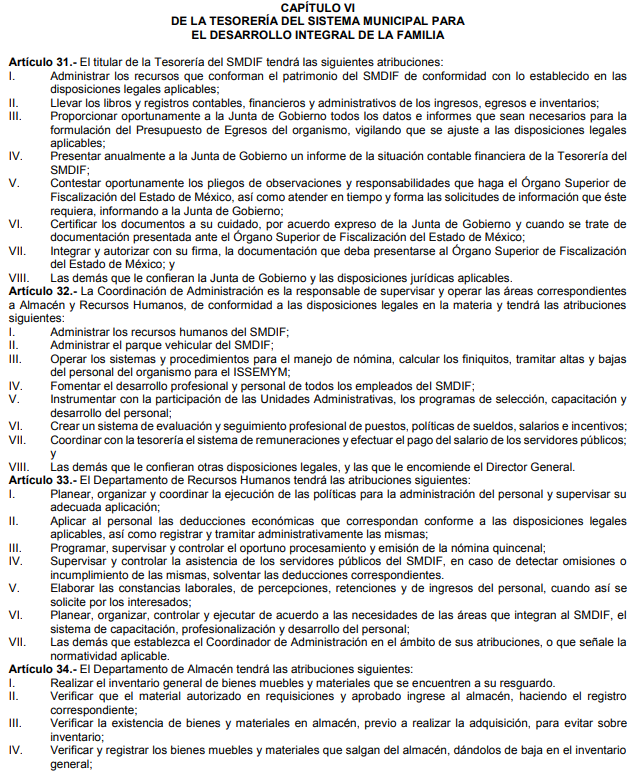 CAPÍTULO VI
DE LA TESORERÍA DEL SISTEMA MUNICIPAL PARA
EL DESARROLLO INTEGRAL DE LA FAMILIA
Artículo 31.- El titular de la Tesorería del SMDIF tendrá las siguientes atribuciones:
I. Administrar los recursos que conforman el patrimonio del SMDIF de conformidad con lo establecido en las
disposiciones legales aplicables;
II. Llevar los libros y registros contables, financieros y administrativos de los ingresos, egresos e inventarios;
III. Proporcionar oportunamente a la Junta de Gobierno todos los datos e informes que sean necesarios para la
formulación del Presupuesto de Egresos del organismo, vigilando que se ajuste a las disposiciones legales
aplicables;
IV. Presentar anualmente a la Junta de Gobierno un informe de la situación contable financiera de la Tesorería del
SMDIF;
V. Contestar oportunamente los pliegos de observaciones y responsabilidades que haga el Órgano Superior de
Fiscalización del Estado de México, así como atender en tiempo y forma las solicitudes de información que éste
requiera, informando a la Junta de Gobierno;
VI. Certificar los documentos a su cuidado, por acuerdo expreso de la Junta de Gobierno y cuando se trate de
documentación presentada ante el Órgano Superior de Fiscalización del Estado de México;
VII. Integrar y autorizar con su firma, la documentación que deba presentarse al Órgano Superior de Fiscalización
del Estado de México; y
VIII. Las demás que le confieran la Junta de Gobierno y las disposiciones jurídicas aplicables.
Artículo 32.- La Coordinación de Administración es la responsable de supervisar y operar las áreas correspondientes
a Almacén y Recursos Humanos, de conformidad a las disposiciones legales en la materia y tendrá las atribuciones
siguientes:
I. Administrar los recursos humanos del SMDIF;
II. Administrar el parque vehicular del SMDIF;
III. Operar los sistemas y procedimientos para el manejo de nómina, calcular los finiquitos, tramitar altas y bajas
del personal del organismo para el ISSEMYM;
IV. Fomentar el desarrollo profesional y personal de todos los empleados del SMDIF;
V. Instrumentar con la participación de las Unidades Administrativas, los programas de selección, capacitación y
desarrollo del personal;
VI. Crear un sistema de evaluación y seguimiento profesional de puestos, políticas de sueldos, salarios e incentivos;
VII. Coordinar con la tesorería el sistema de remuneraciones y efectuar el pago del salario de los servidores públicos;
y
VIII. Las demás que le confieran otras disposiciones legales, y las que le encomiende el Director General.
Artículo 33.- El Departamento de Recursos Humanos tendrá las atribuciones siguientes:
I. Planear, organizar y coordinar la ejecución de las políticas para la administración del personal y supervisar su
adecuada aplicación;
II. Aplicar al personal las deducciones económicas que correspondan conforme a las disposiciones legales
aplicables, así como registrar y tramitar administrativamente las mismas;
III. Programar, supervisar y controlar el oportuno procesamiento y emisión de la nómina quincenal;
IV. Supervisar y controlar la asistencia de los servidores públicos del SMDIF, en caso de detectar omisiones o
incumplimiento de las mismas, solventar las deducciones correspondientes.
V. Elaborar las constancias laborales, de percepciones, retenciones y de ingresos del personal, cuando así se
solicite por los interesados;
VI. Planear, organizar, controlar y ejecutar de acuerdo a las necesidades de las áreas que integran al SMDIF, el
sistema de capacitación, profesionalización y desarrollo del personal;
VII. Las demás que establezca el Coordinador de Administración en el ámbito de sus atribuciones, o que señale la
normatividad aplicable.
Artículo 34.- El Departamento de Almacén tendrá las atribuciones siguientes:
I. Realizar el inventario general de bienes muebles y materiales que se encuentren a su resguardo.
II. Verificar que el material autorizado en requisiciones y aprobado ingrese al almacén, haciendo el registro
correspondiente;
III. Verificar la existencia de bienes y materiales en almacén, previo a realizar la adquisición, para evitar sobre
inventario;
IV. Verificar y registrar los bienes muebles y materiales que salgan del almacén, dándolos de baja en el inventario
general;